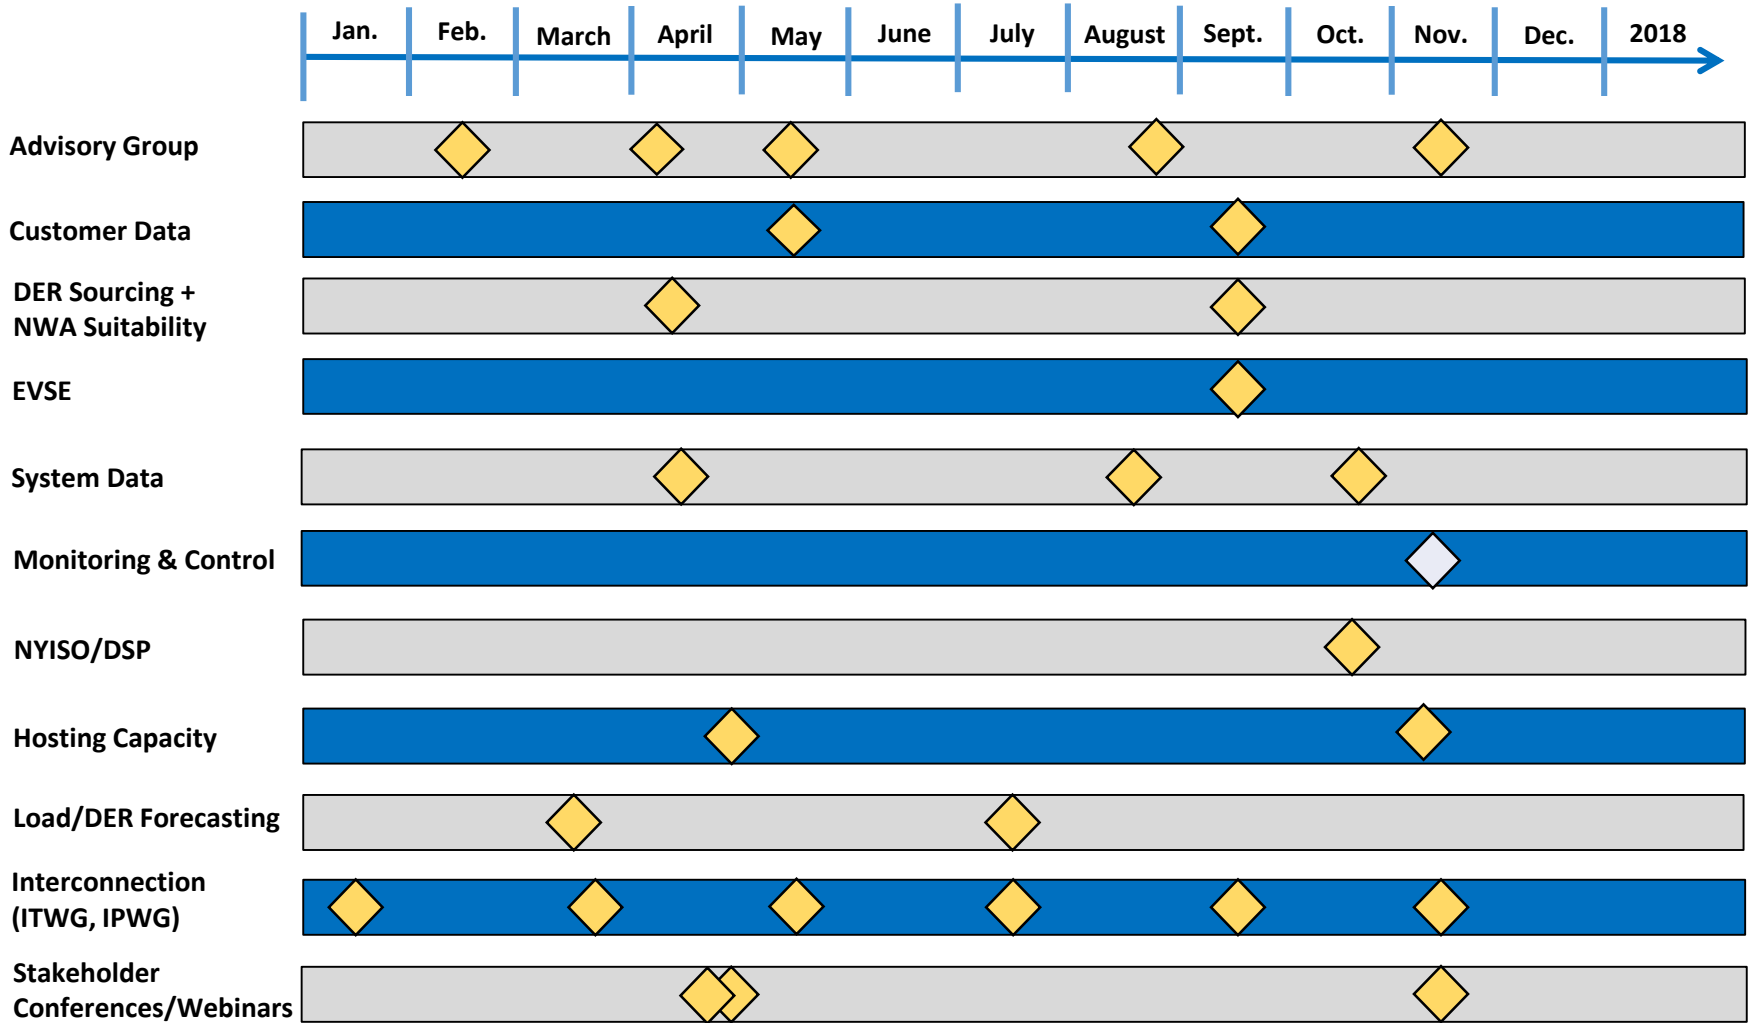 Jan. Feb. March April May June July August Sept. Oct. Nov. Dec. 2018
Advisory Group
Customer Data
DER Sourcing +
NWA Suitability
EVSE
System Data
Monitoring & Control
NYISO/DSP
Hosting Capacity
Load/DER Forecasting
Interconnection
(ITWG, IPWG)
Stakeholder
Conferences/Webinars